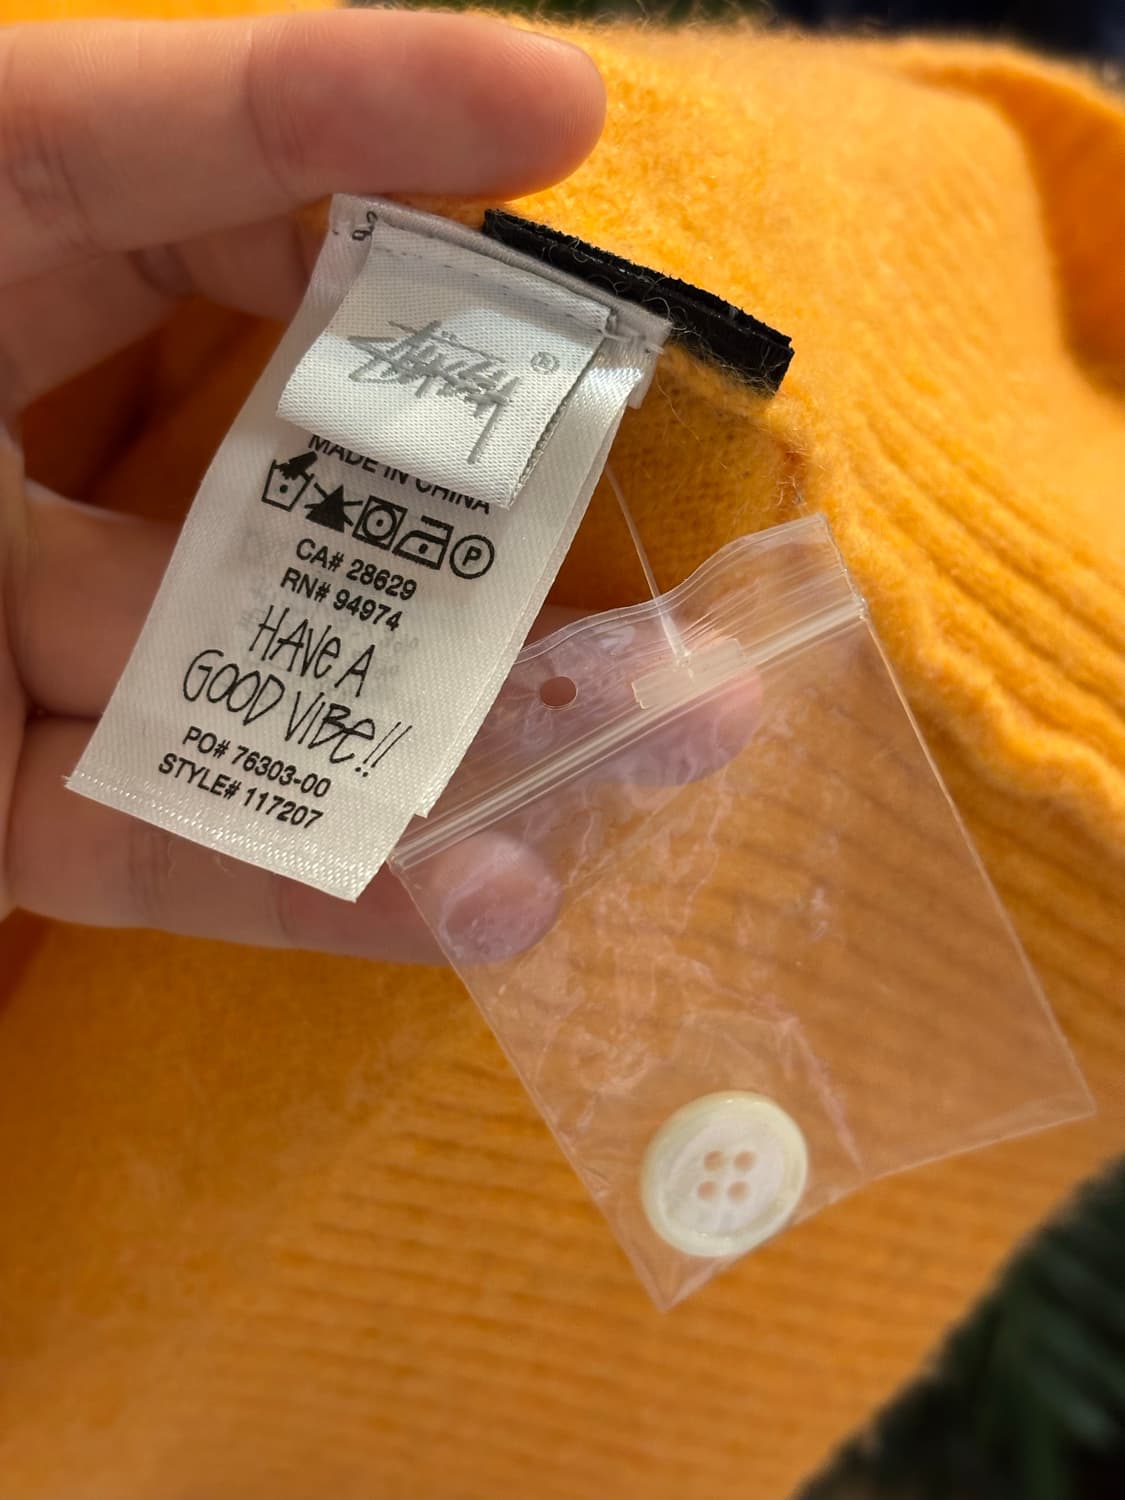 Stüssy ®
MADE IN CHINA
P
CA# 28629
RN# 94974
HAVE A
GOOD VIBE!!
PO# 76303-00
STYLE# 117207